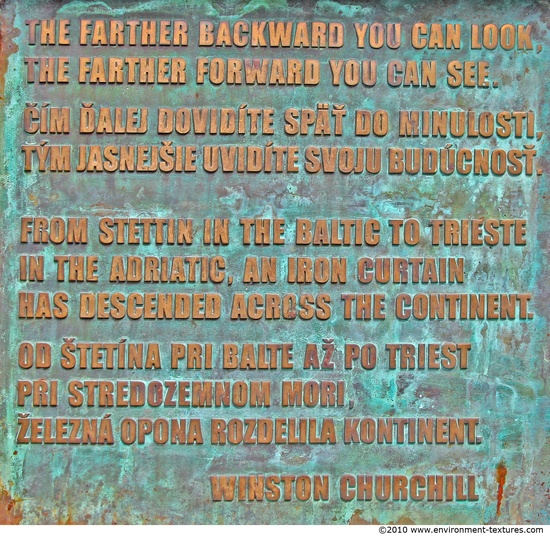 THE FARTHER BACKWARD YOU CAN LOOK,
THE FARTHER FORWARD YOU CAN SEE.
ČÍM ĎALEJ DOVIDÍTE SPÄŤ DO MINULOSTI,
TÝM JASNEJŠIE UVIDÍTE SVOJU BUDÚCNOSŤ.
FROM STETTIN IN THE BALTIC TO TRIESTE
IN THE ADRIATIC, AN IRON CURTAIN
HAS DESCENDED ACROSS THE CONTINENT.
OD ŠTETÍNA PRI BALTE AŽ PO TRIEST
PRI STREDOZEMNOM MORI,
ŽELEZNÁ OPONA ROZDELILA KONTINENT.
WINSTON CHURCHILL
©2010 www.environment-textures.com